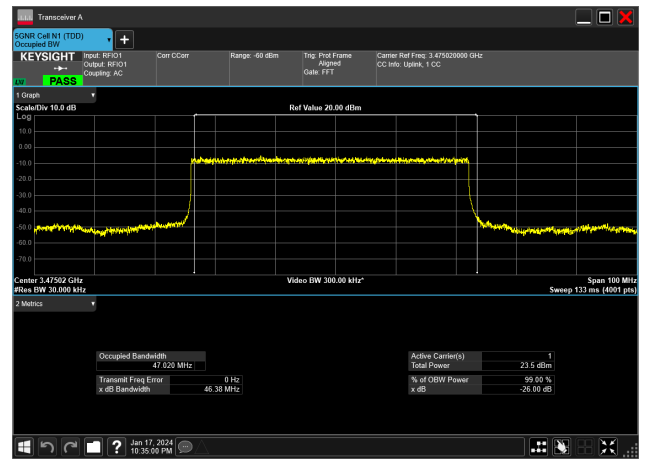 Transceiver A
5GNR Cell N1 (TDD)
Occupied BW
KEYSIGHT
LW PASS
Input: RFIO1
Output: RFIO1
Coupling: AC
Corr CCorr
Range: -60 dBm
Trig: Prot Frame
Aligned
Gate: FFT
Carrier Ref Freq: 3.475020000 GHz
CC Info: Uplink, 1 CC
1 Graph
Scale/Div 10.0 dB
Ref Value 20.00 dBm
Log
10.0
0.00
-10.0
-20.0
-30.0
-40.0
-50.0
-60.0
-70.0
Center 3.47502 GHz
Video BW 300.00 kHz*
Span 100 MHz
#Res BW 30.000 kHz
Sweep 133 ms (4001 pts)
2 Metrics
Occupied Bandwidth
47.020 MHz
Transmit Freq Error 0 Hz
x dB Bandwidth 46.38 MHz
Active Carrier(s) 1
Total Power 23.5 dBm
% of OBW Power 99.00 %
x dB -26.00 dB
Jan 17, 2024
10:35:00 PM